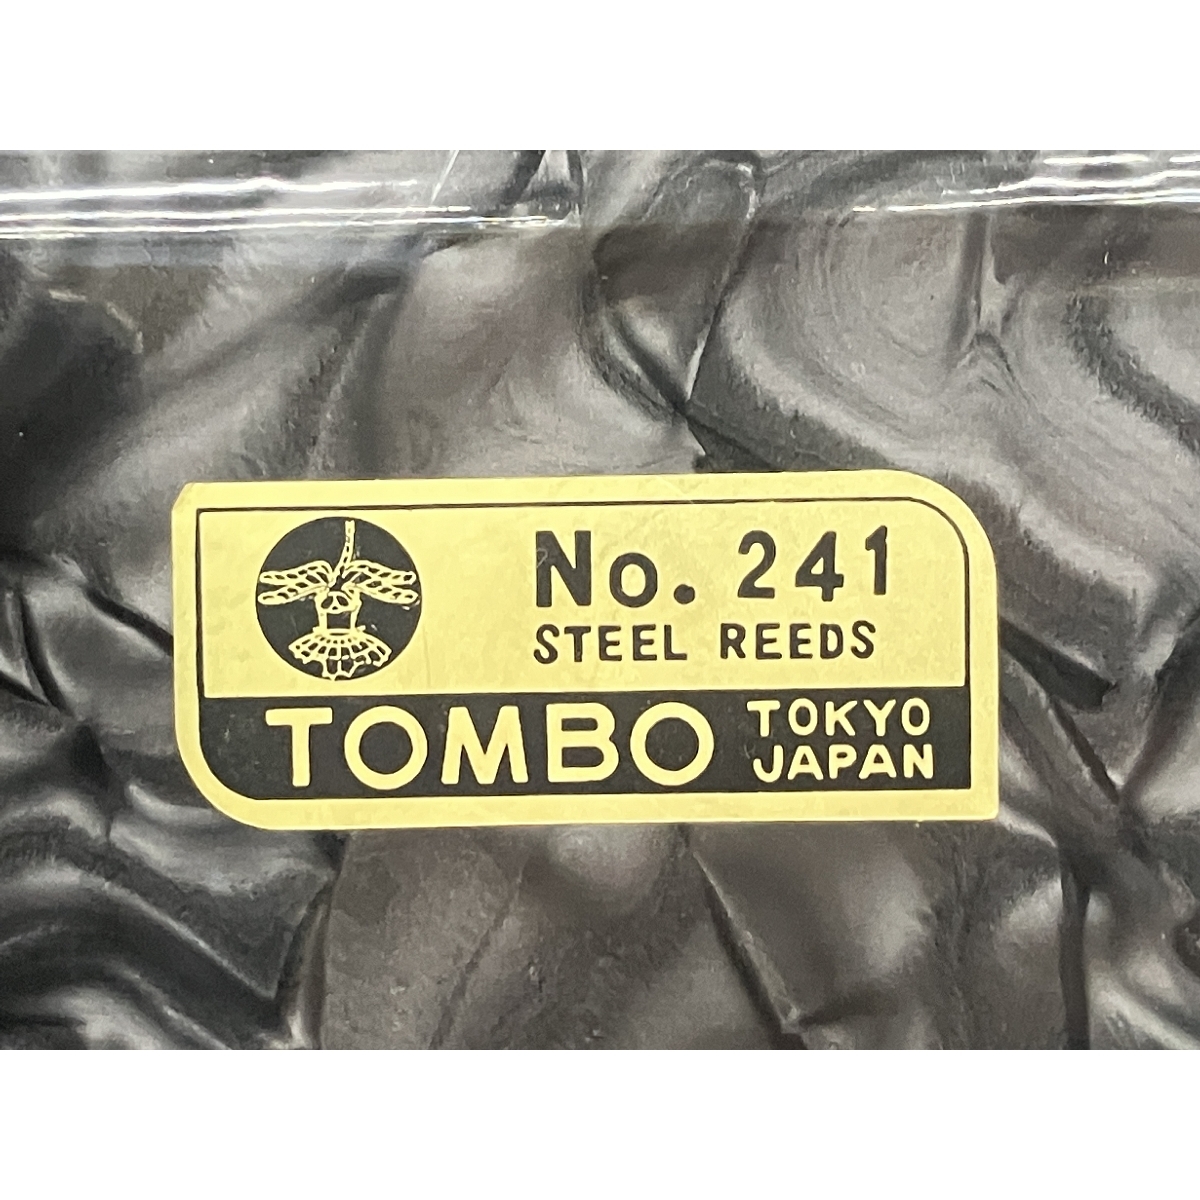 No. 241
STEEL REEDS
TOMBO
TOKYO
JAPAN